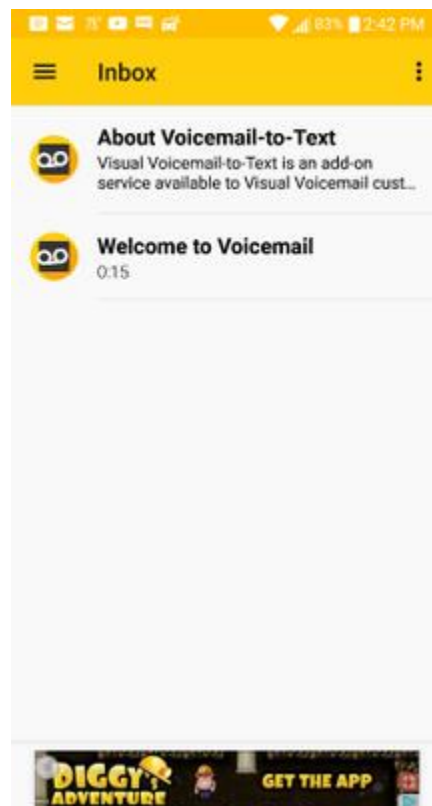 83% 2:42 PM
Inbox
About Voicemail-to-Text
Visual Voicemail-to-Text is an add-on
service available to Visual Voicemail cust...
Welcome to Voicemail
0:15
DIGGY'S
ADVENTURE
GET THE APP